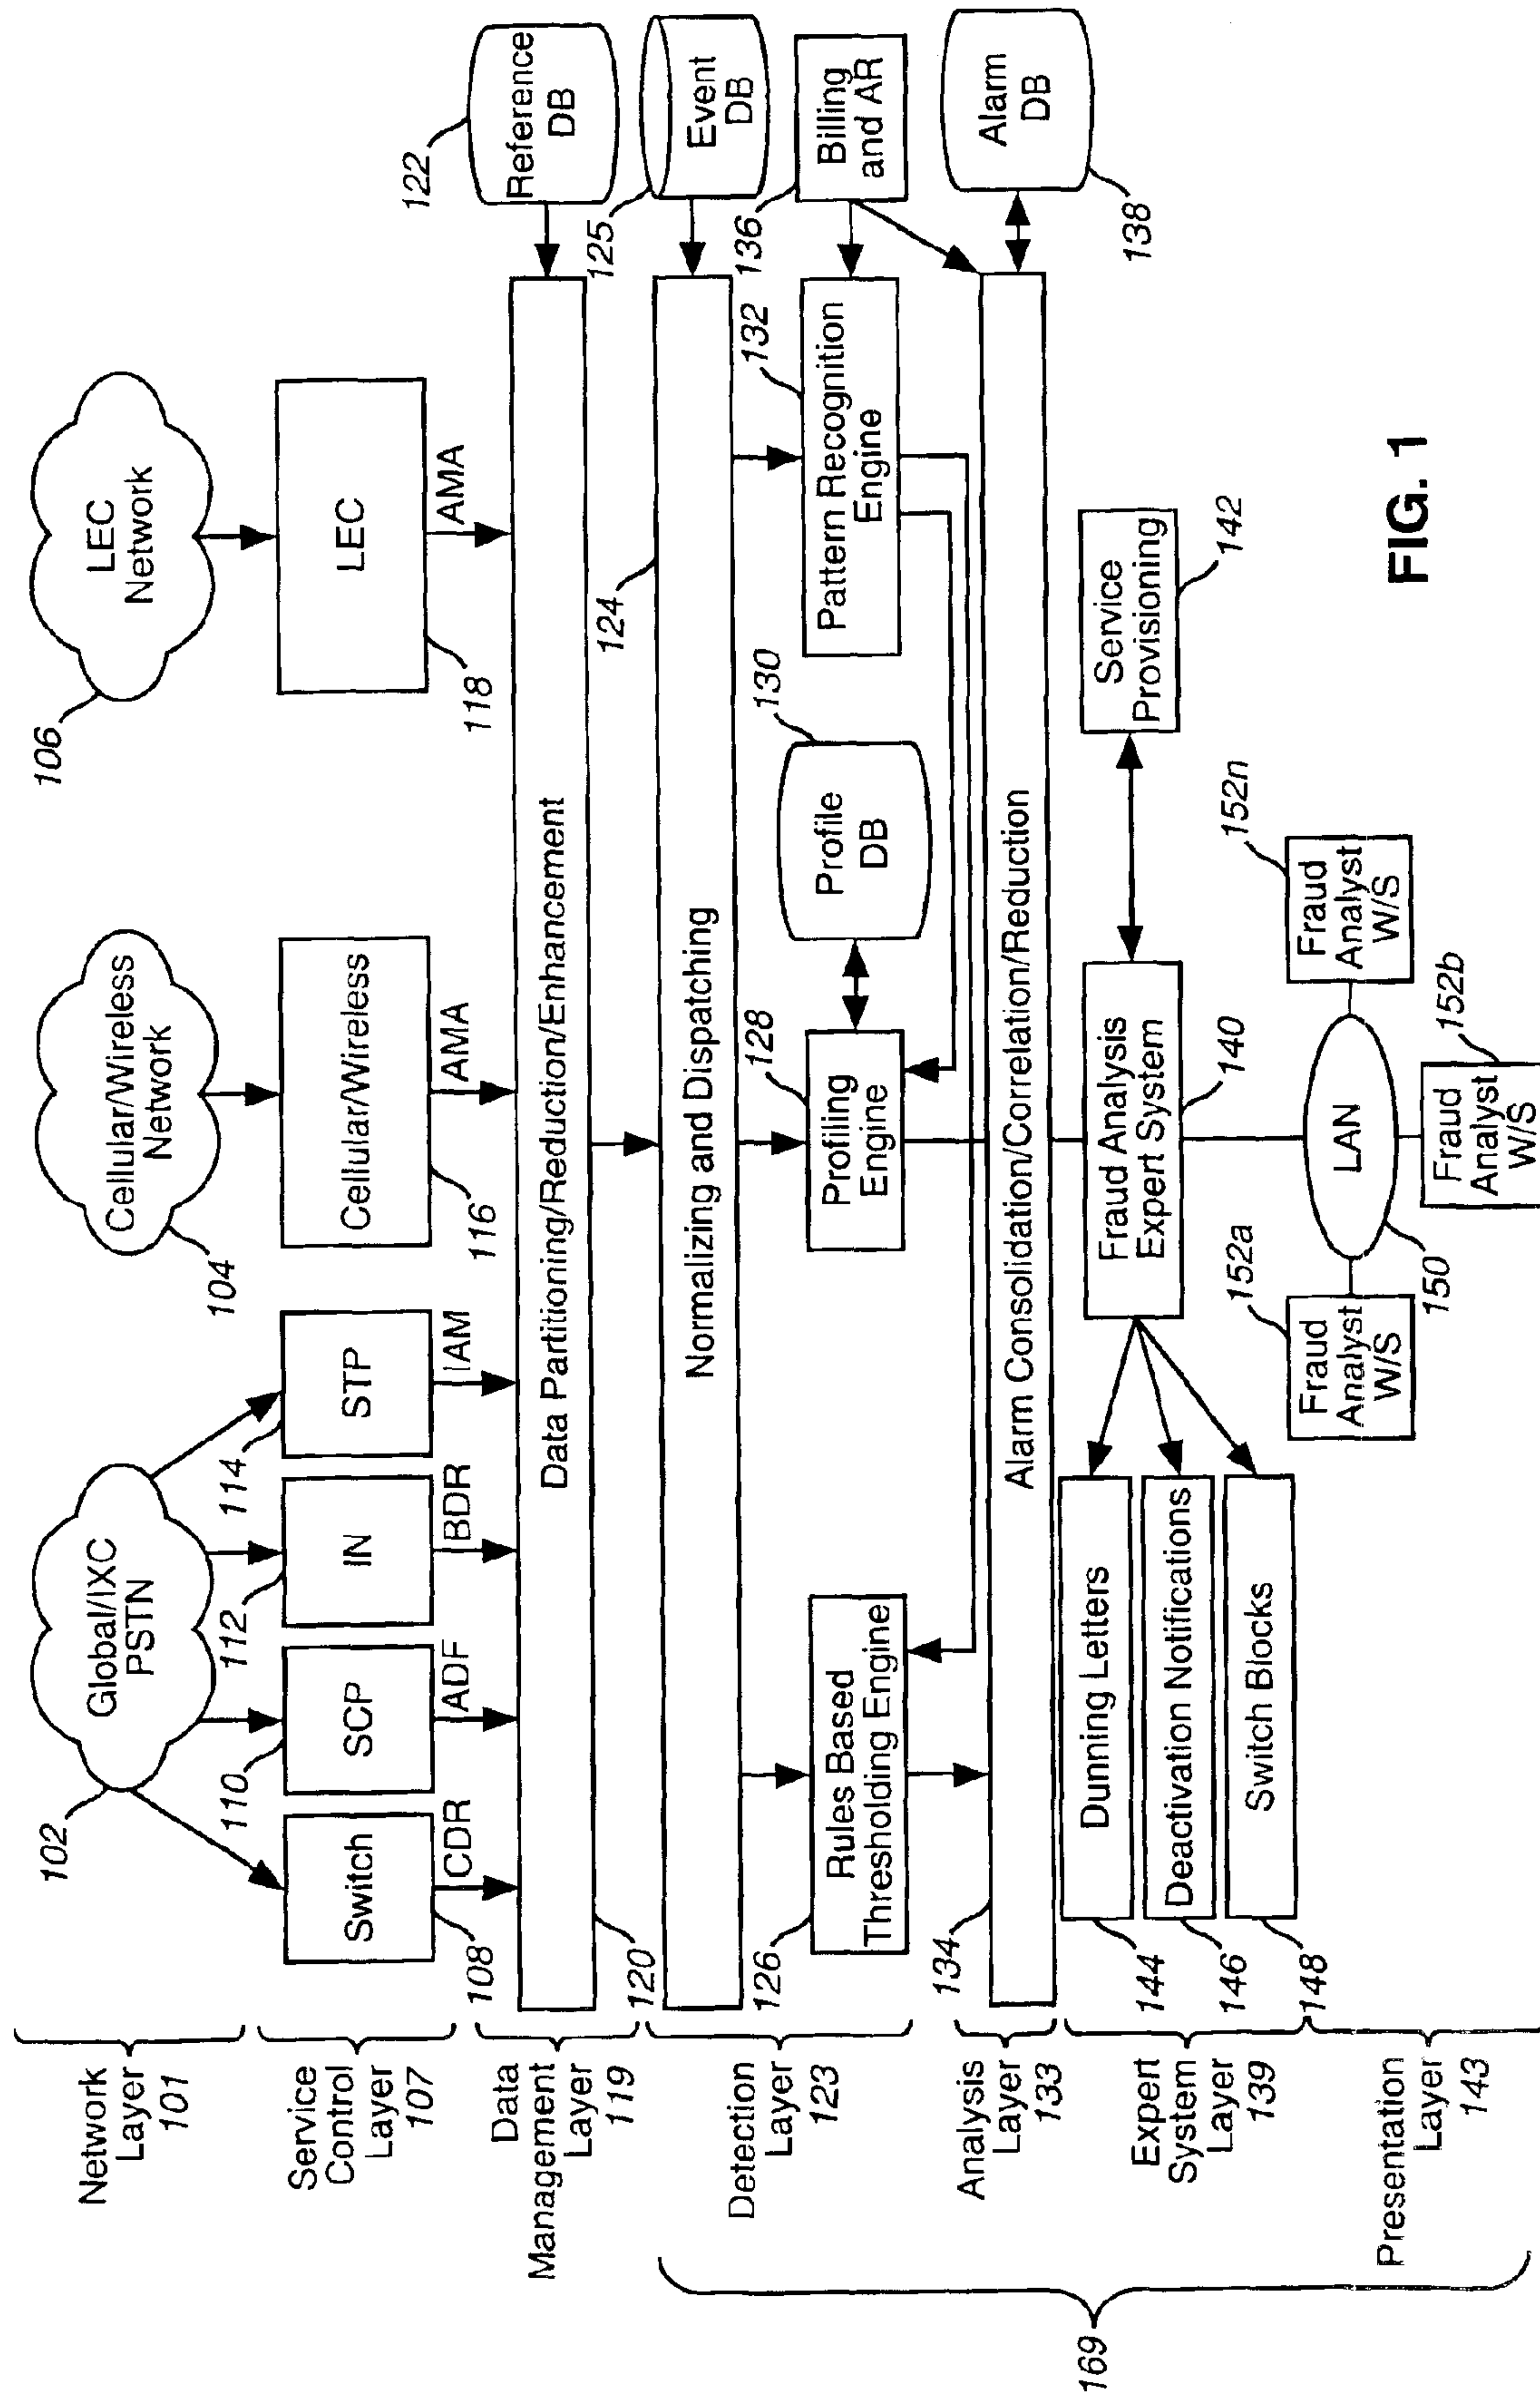 Network
Layer
101
Global/IXC
PSTN
102
Cellular/Wireless
Network
104
LEC
Network
106
Service
Control
Layer
107
Switch
108
CDR
SCP
110
ADF
IN
112
BDR
STP
114
IAM
Cellular/Wireless
116
AMA
LEC
118
AMA
Data
Management
Layer
119
Data Partitioning/Reduction/Enhancement
120
Reference
DB
122
Detection
Layer
123
Normalizing and Dispatching
124
Event
DB
125
Rules Based
Thresholding Engine
126
Profiling
Engine
128
Profile
DB
130
Pattern Recognition
Engine
132
Billing
and AR
136
Analysis
Layer
133
Alarm Consolidation/Correlation/Reduction
134
Alarm
DB
138
Expert
System
Layer
139
Dunning Letters
144
Deactivation Notifications
146
Switch Blocks
148
Fraud Analysis
Expert System
140
Service
Provisioning
142
Presentation
Layer
143
Fraud
Analyst
W/S
152a
LAN
150
Fraud
Analyst
W/S
152b
Fraud
Analyst
W/S
152n
169
FIG. 1